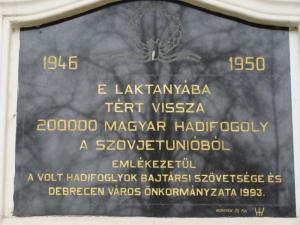 1946 1950
E LAKTANYÁBA
TÉRT VISSZA
200000 MAGYAR HADIFOGOLY
A SZOVJETUNIÓBÓL
EMLÉKEZETÜL
A VOLT HADIFOGLYOK BAJTÁRSI SZÖVETSÉGE ÉS
DEBRECEN VÁROS ÖNKORMÁNYZATA 1993.